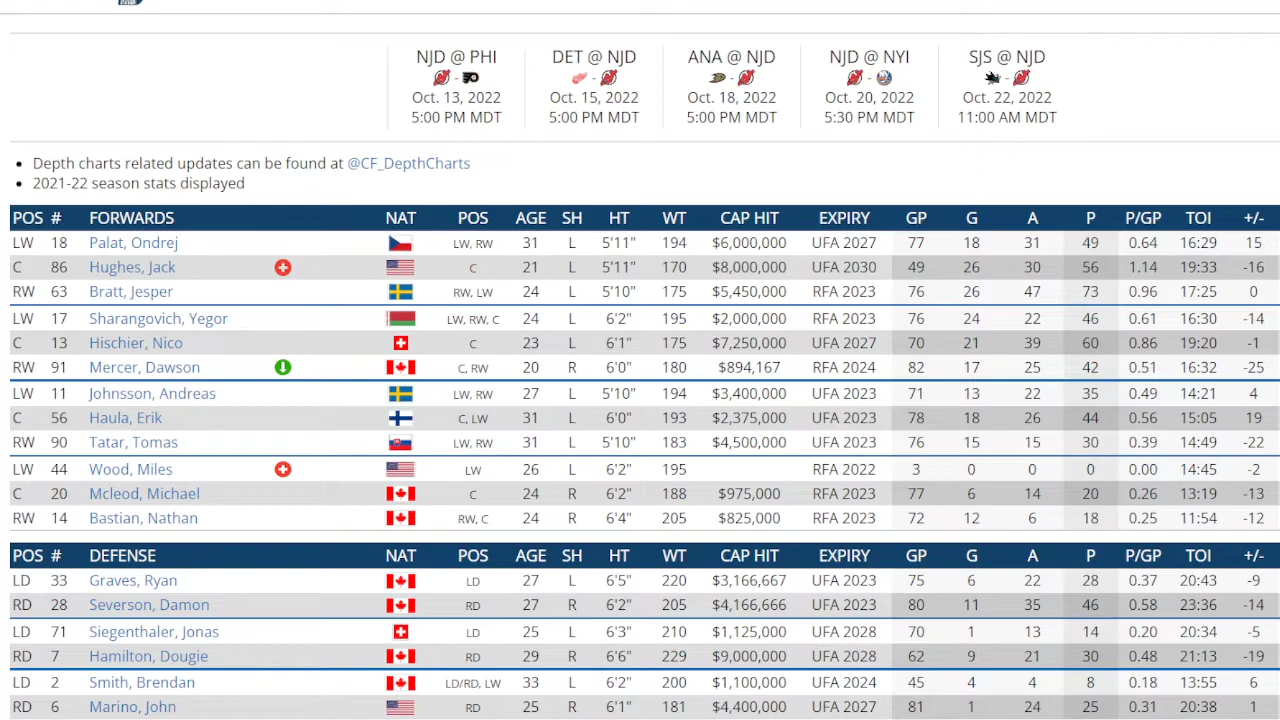 NJD @ PHI DET @ NJD ANA @ NJD NJD @ NYI SJS @ NJD
- - - - -
Oct. 13, 2022 Oct. 15, 2022 Oct. 18, 2022 Oct. 20, 2022 Oct. 22, 2022
5:00 PM MDT 5:00 PM MDT 5:00 PM MDT 5:30 PM MDT 11:00 AM MDT
• Depth charts related updates can be found at @CF_DepthCharts
• 2021-22 season stats displayed
POS # FORWARDS NAT POS AGE SH HT WT CAP HIT EXPIRY GP G A P P/GP TOI +/-
LW 18 Palat, Ondrej LW, RW 31 L 5'11" 194 $6,000,000 UFA 2027 77 18 31 49 0.64 16:29 15
C 86 Hughes, Jack C 21 L 5'11" 170 $8,000,000 UFA 2030 49 26 30 56 1.14 19:33 -16
RW 63 Bratt, Jesper RW, LW 24 L 5'10" 175 $5,450,000 RFA 2023 76 26 47 73 0.96 17:25 0
LW 17 Sharangovich, Yegor LW, RW, C 24 L 6'2" 195 $2,000,000 RFA 2023 76 24 22 46 0.61 16:30 -14
C 13 Hischier, Nico C 23 L 6'1" 175 $7,250,000 UFA 2027 70 21 39 60 0.86 19:20 -1
RW 91 Mercer, Dawson C, RW 20 R 6'0" 180 $894,167 RFA 2024 82 17 25 42 0.51 16:32 -25
LW 11 Johnsson, Andreas LW, RW 27 L 5'10" 194 $3,400,000 UFA 2023 71 13 22 35 0.49 14:21 4
C 56 Haula, Erik C, LW 31 L 6'0" 193 $2,375,000 UFA 2023 78 18 26 44 0.56 15:05 19
RW 90 Tatar, Tomas LW, RW 31 L 5'10" 183 $4,500,000 UFA 2023 76 15 15 30 0.39 14:49 -22
LW 44 Wood, Miles LW 26 L 6'2" 195 RFA 2022 3 0 0 0 0.00 14:45 -2
C 20 Mcleod, Michael C 24 R 6'2" 188 $975,000 RFA 2023 77 6 14 20 0.26 13:19 -13
RW 14 Bastian, Nathan RW, C 24 R 6'4" 205 $825,000 RFA 2023 72 12 6 18 0.25 11:54 -12
POS # DEFENSE NAT POS AGE SH HT WT CAP HIT EXPIRY GP G A P P/GP TOI +/-
LD 33 Graves, Ryan LD 27 L 6'5" 220 $3,166,667 UFA 2023 75 6 22 28 0.37 20:43 -9
RD 28 Severson, Damon RD 27 R 6'2" 205 $4,166,666 UFA 2023 80 11 35 46 0.58 23:36 -14
LD 71 Siegenthaler, Jonas LD 25 L 6'3" 210 $1,125,000 UFA 2028 70 1 13 14 0.20 20:34 -5
RD 7 Hamilton, Dougie RD 29 R 6'6" 229 $9,000,000 UFA 2028 62 9 21 30 0.48 21:13 -19
LD 2 Smith, Brendan LD/RD, LW 33 L 6'2" 200 $1,100,000 UFA 2024 45 4 4 8 0.18 13:55 6
RD 6 Marino, John RD 25 R 6'1" 181 $4,400,000 UFA 2027 81 1 24 25 0.31 20:38 1